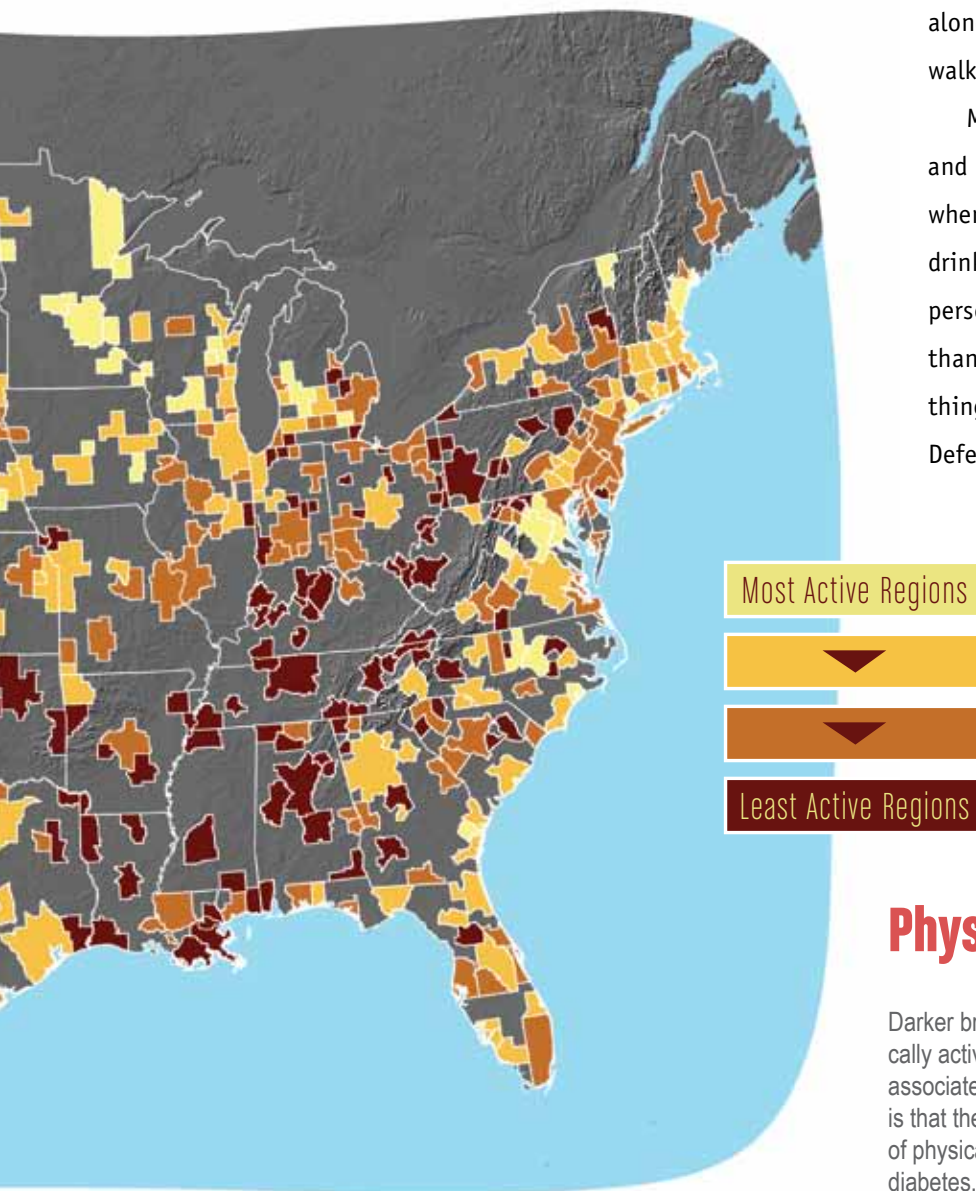 alon
walk
M
and
when
drink
perso
than
thing
Defe
Most Active Regions
Least Active Regions
Phys
Darker br
cally activ
associate
is that the
of physica
diabetes.